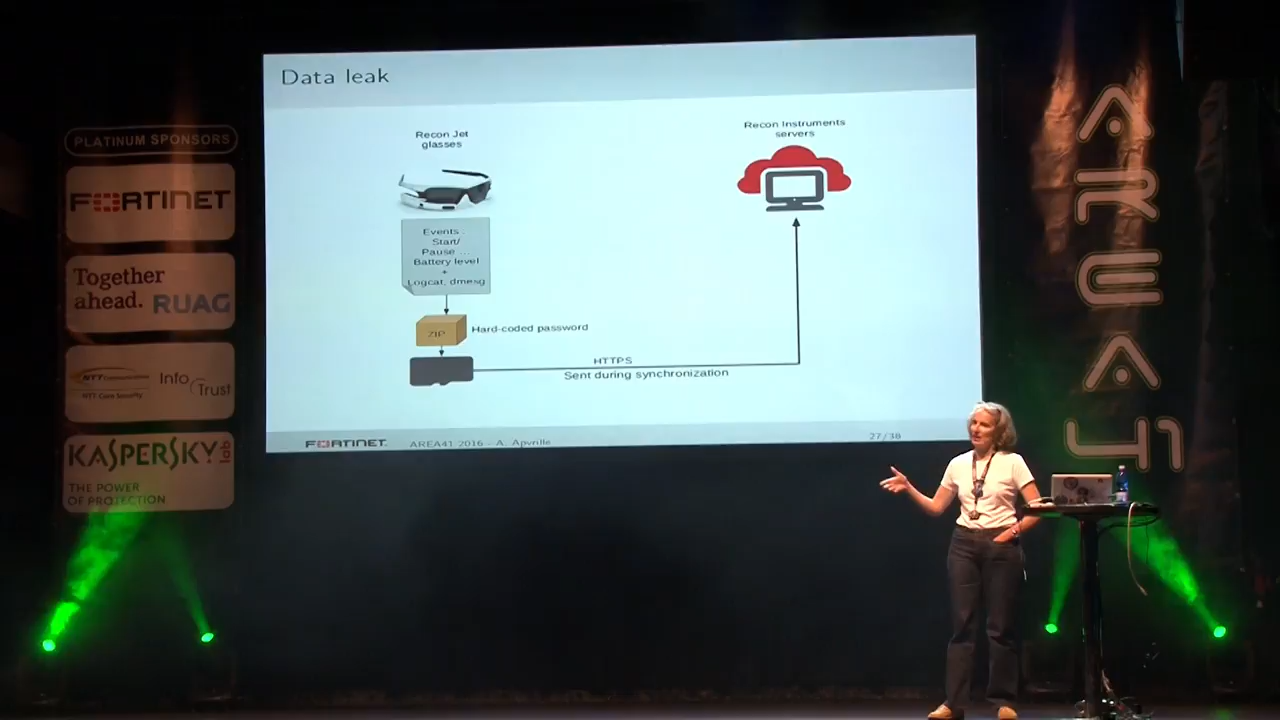 PLATINUM SPONSORS
FORTINET
Together
ahead. RUAG
NTT Communications
NTT Com Security
Info Trust
KASPERSKY lab
THE POWER
OF PROTECTION
Data leak
Recon Jet
glasses
Events..
Start/
Pause ...
Battery level
+
Logcat, dmesg
ZIP
Hard-coded password
HTTPS
Sent during synchronization
Recon Instruments
servers
FORTINET
AREA41 2016 - A. Apvrille
27/38
AREA41